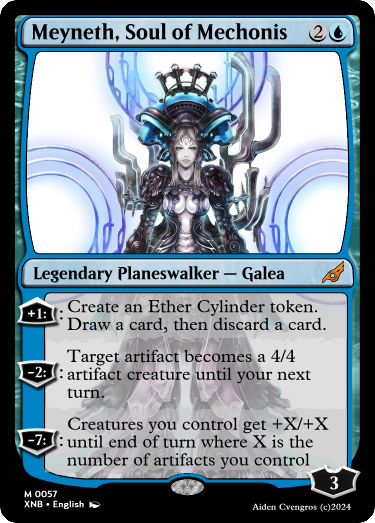 Meyneth, Soul of Mechonis 2
Legendary Planeswalker — Galea
+1: Create an Ether Cylinder token.
Draw a card, then discard a card.
-2: Target artifact becomes a 4/4
artifact creature until your next
turn.
-7: Creatures you control get +X/+X
until end of turn where X is the
number of artifacts you control
3
M 0057
XNB • English
Aiden Cvengros (c)2024